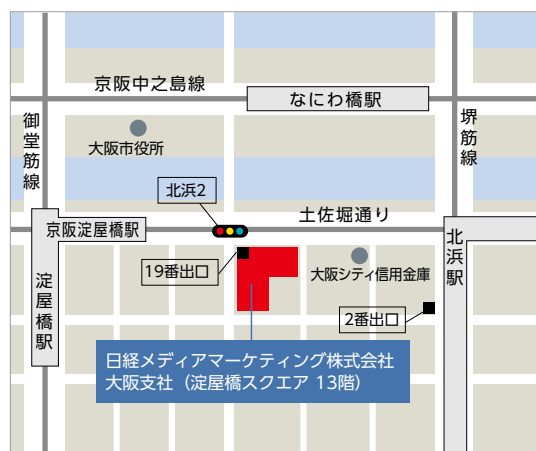 京阪中之島線
なにわ橋駅
御堂筋線
堺筋線
大阪市役所
北浜2
土佐堀通り
京阪淀屋橋駅
北浜駅
19番出口
大阪シティ信用金庫
淀屋橋駅
2番出口
日経メディアマーケティング株式会社
大阪支社（淀屋橋スクエア 13階）